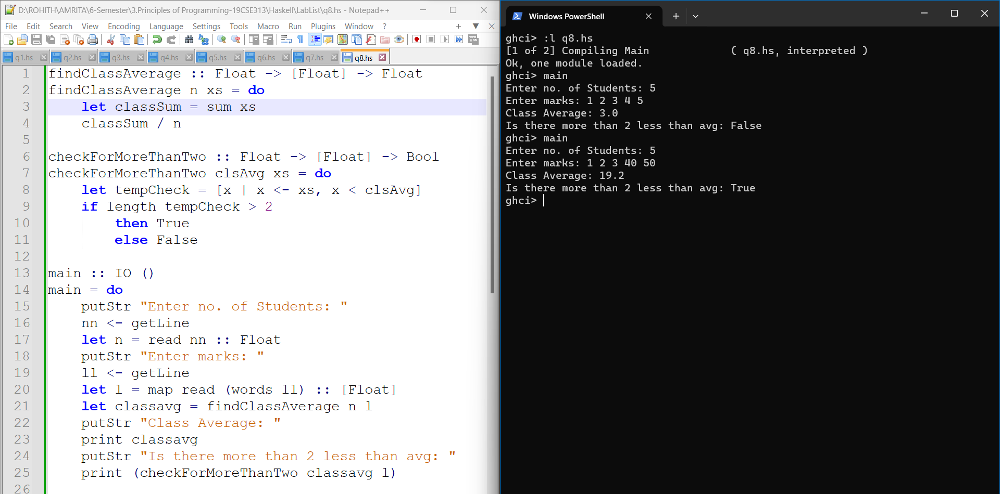 D:\ROHITH\AMRITA\6-Semester\3.Principles of Programming-19CSE313\Haskell\LabList\q8.hs - Notepad++
File Edit Search View Encoding Language Settings Tools Macro Run Plugins Window ?
q1.hs q2.hs q3.hs q4.hs q5.hs q6.hs q7.hs q8.hs
1 findClassAverage :: Float -> [Float] -> Float
2 findClassAverage n xs = do
3     let classSum = sum xs
4     classSum / n
5
6 checkForMoreThanTwo :: Float -> [Float] -> Bool
7 checkForMoreThanTwo clsAvg xs = do
8     let tempCheck = [x | x <- xs, x < clsAvg]
9     if length tempCheck > 2
10         then True
11         else False
12
13 main :: IO ()
14 main = do
15     putStr "Enter no. of Students: "
16     nn <- getLine
17     let n = read nn :: Float
18     putStr "Enter marks: "
19     ll <- getLine
20     let l = map read (words ll) :: [Float]
21     let classavg = findClassAverage n l
22     putStr "Class Average: "
23     print classavg
24     putStr "Is there more than 2 less than avg: "
25     print (checkForMoreThanTwo classavg l)
26
Windows PowerShell
ghci> :l q8.hs
[1 of 2] Compiling Main             ( q8.hs, interpreted )
Ok, one module loaded.
ghci> main
Enter no. of Students: 5
Enter marks: 1 2 3 4 5
Class Average: 3.0
Is there more than 2 less than avg: False
ghci> main
Enter no. of Students: 5
Enter marks: 1 2 3 40 50
Class Average: 19.2
Is there more than 2 less than avg: True
ghci>